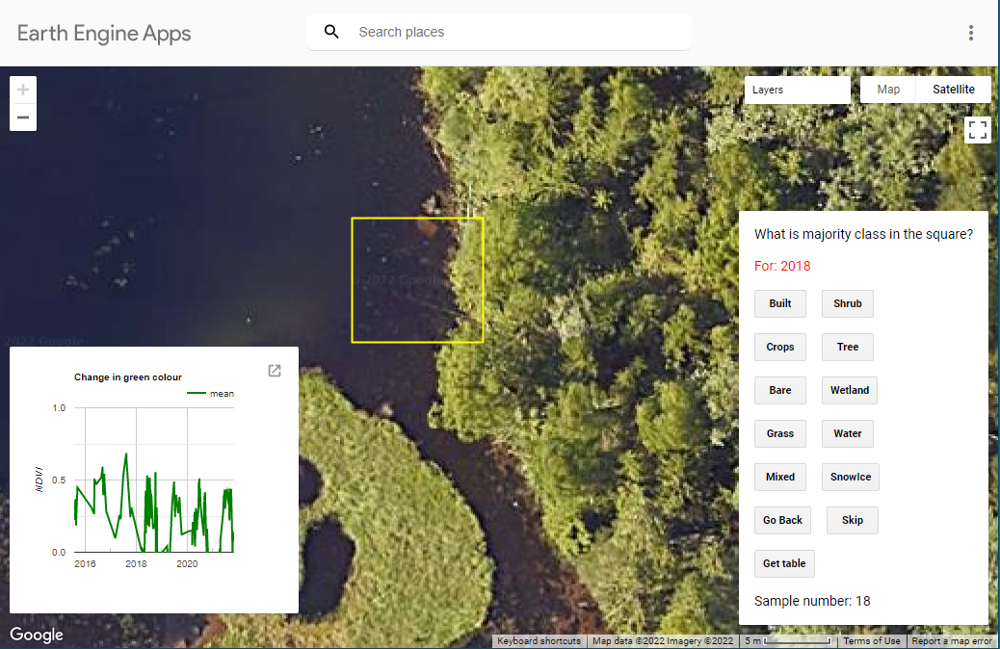 Earth Engine Apps
Search places
Layers
Map
Satellite
What is majority class in the square?
For: 2018
Built
Shrub
Crops
Tree
Bare
Wetland
Grass
Water
Mixed
SnowIce
Go Back
Skip
Get table
Sample number: 18
2022 Google
2022 Google
Change in green colour
mean
1.0
0.5
0.0
NDVI
2016
2018
2020
Google
Keyboard shortcuts
Map data ©2022 Imagery ©2022
5 m
Terms of Use
Report a map error